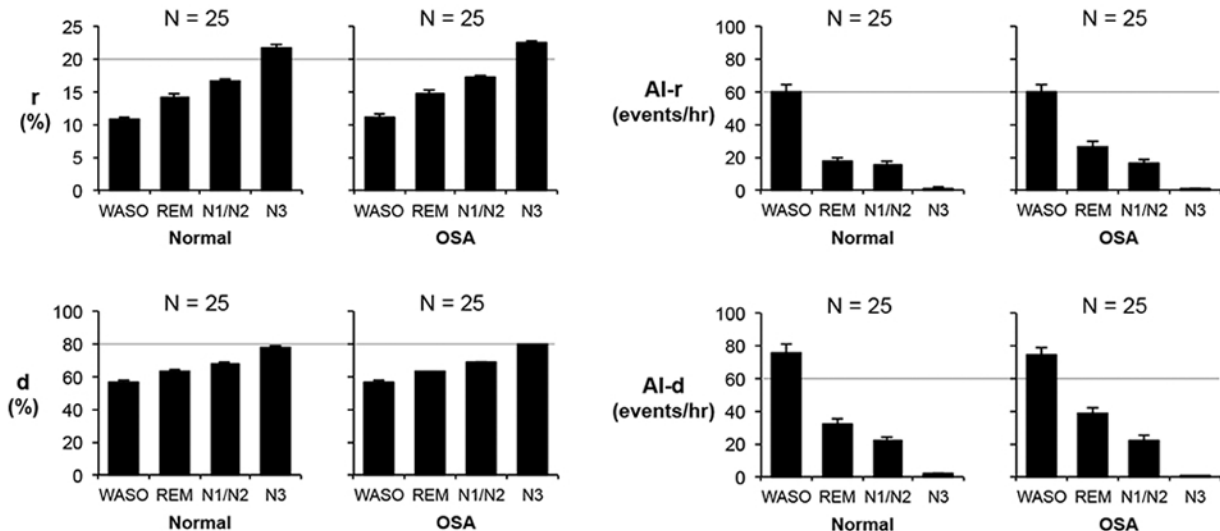 N = 25
N = 25
r
(%)
25
20
15
10
5
0
WASO REM N1/N2 N3
Normal
WASO REM N1/N2 N3
OSA
N = 25
N = 25
AI-r
(events/hr)
100
80
60
40
20
0
WASO REM N1/N2 N3
Normal
WASO REM N1/N2 N3
OSA
N = 25
N = 25
d
(%)
100
80
60
40
20
0
WASO REM N1/N2 N3
Normal
WASO REM N1/N2 N3
OSA
N = 25
N = 25
AI-d
(events/hr)
100
80
60
40
20
0
WASO REM N1/N2 N3
Normal
WASO REM N1/N2 N3
OSA